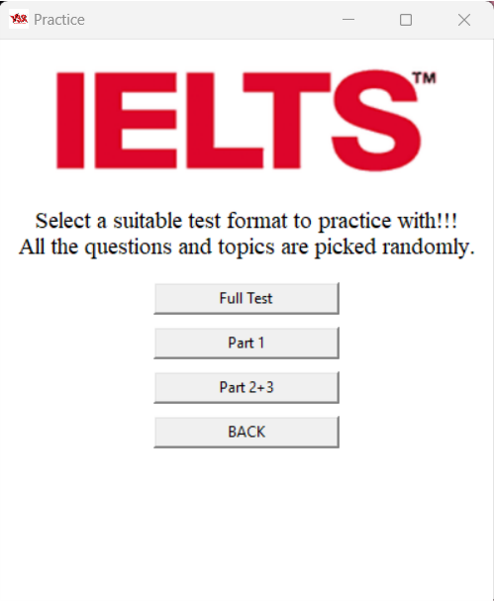 Practice
IELTS™
Select a suitable test format to practice with!!!
All the questions and topics are picked randomly.
Full Test
Part 1
Part 2+3
BACK